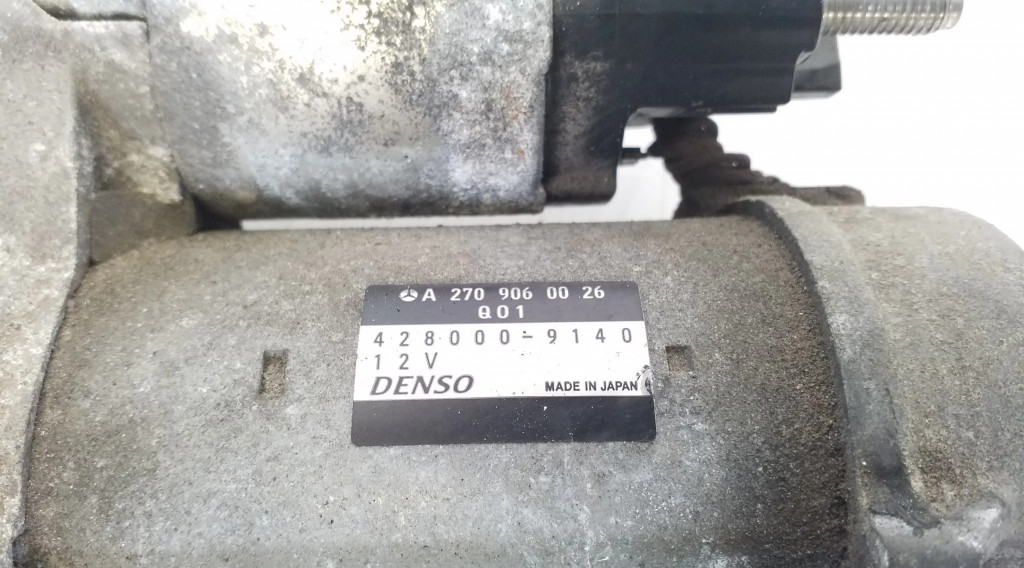 A 270 906 00 26
Q01
428000-9140
12V
DENSO MADE IN JAPAN